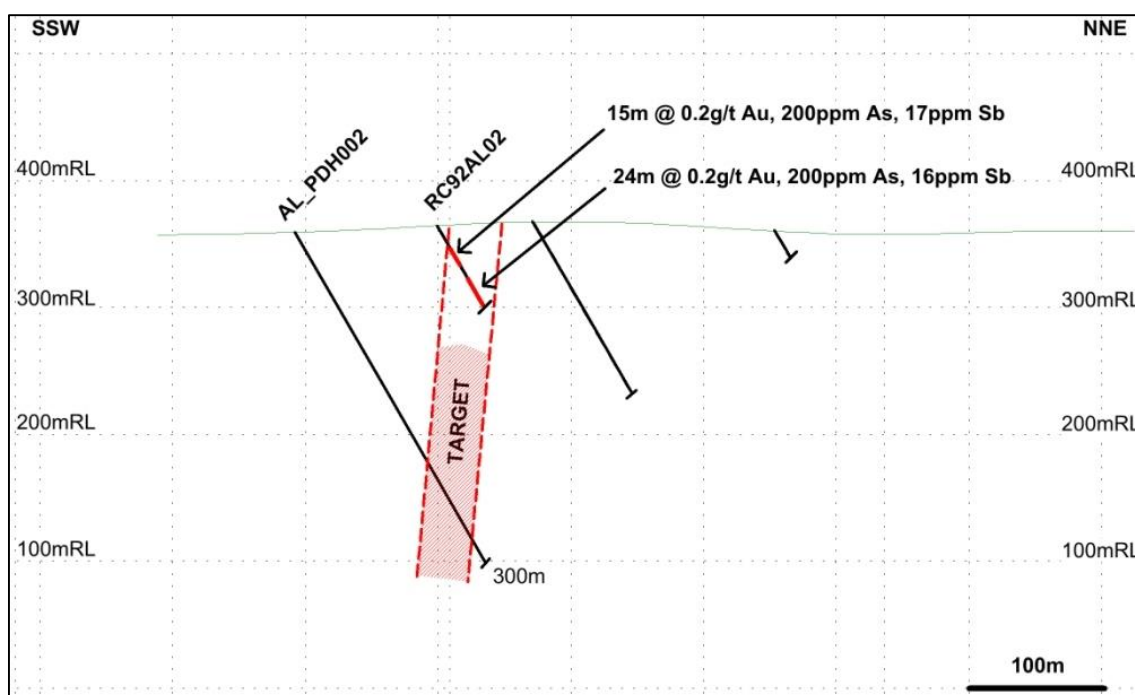 SSW
NNE
15m @ 0.2g/t Au, 200ppm As, 17ppm Sb
AL_PDH002
RC92AL02
400mRL
400mRL
24m @ 0.2g/t Au, 200ppm As, 16ppm Sb
300mRL
300mRL
TARGET
200mRL
200mRL
100mRL
100mRL
300m
100m